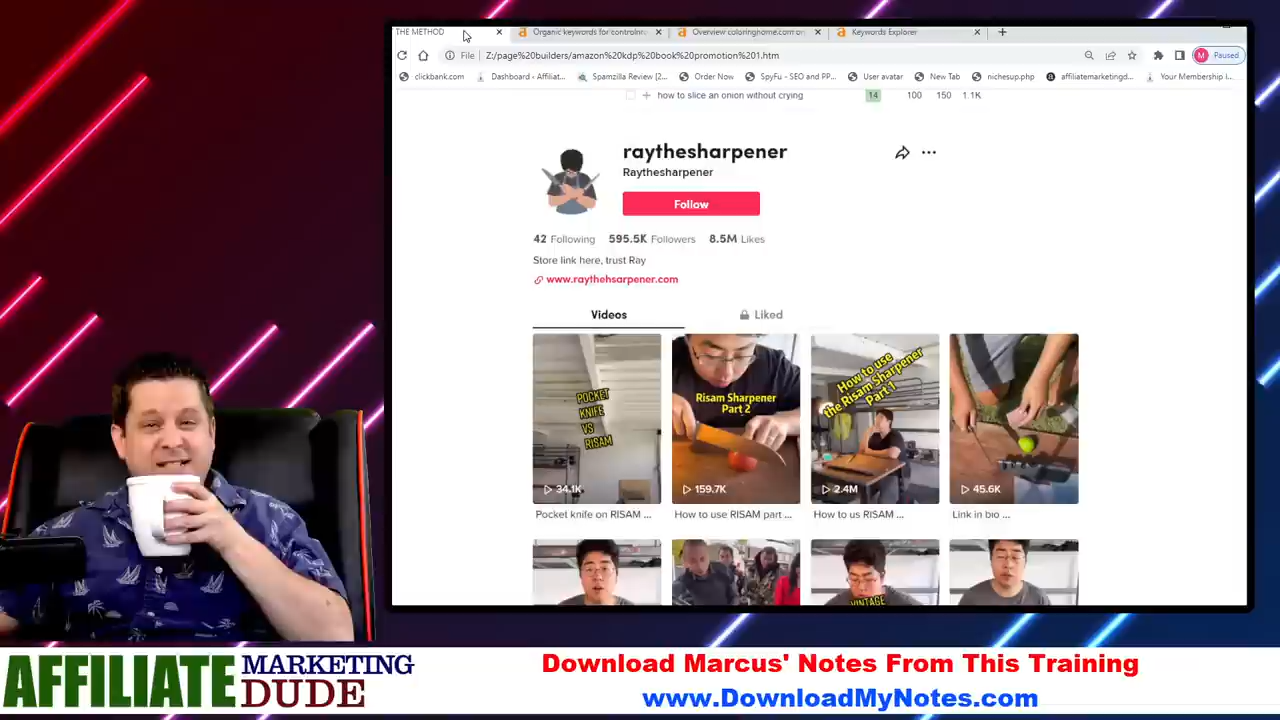 THE METHOD
Organic keywords for controlnr
Overview coloringhome.com or
Keywords Explorer
File
Z:/page%20builders/amazon%20kdp%20book%20promotion%201.htm
M Paused
clickbank.com
Dashboard - Affiliat...
Spamzilla Review [2...
Order Now
SpyFu - SEO and PP...
User avatar
New Tab
nichesup.php
affiliatemarketingd...
Your Membership I...
how to slice an onion without crying 14 100 150 1.1K
raythesharpener
Raythesharpener
Follow
42 Following 595.5K Followers 8.5M Likes
Store link here, trust Ray
www.raythehsarpener.com
Videos
Liked
POCKET
KNIFE
VS
RISAM
34.1K
Risam Sharpener
Part 2
159.7K
How to use
the Risam Sharpener
Part 1
2.4M
45.6K
Pocket knife on RISAM ...
How to use RISAM part ...
How to us RISAM ...
Link in bio ...
VINTAGE
AFFILIATE MARKETING DUDE
Download Marcus' Notes From This Training
www.DownloadMyNotes.com